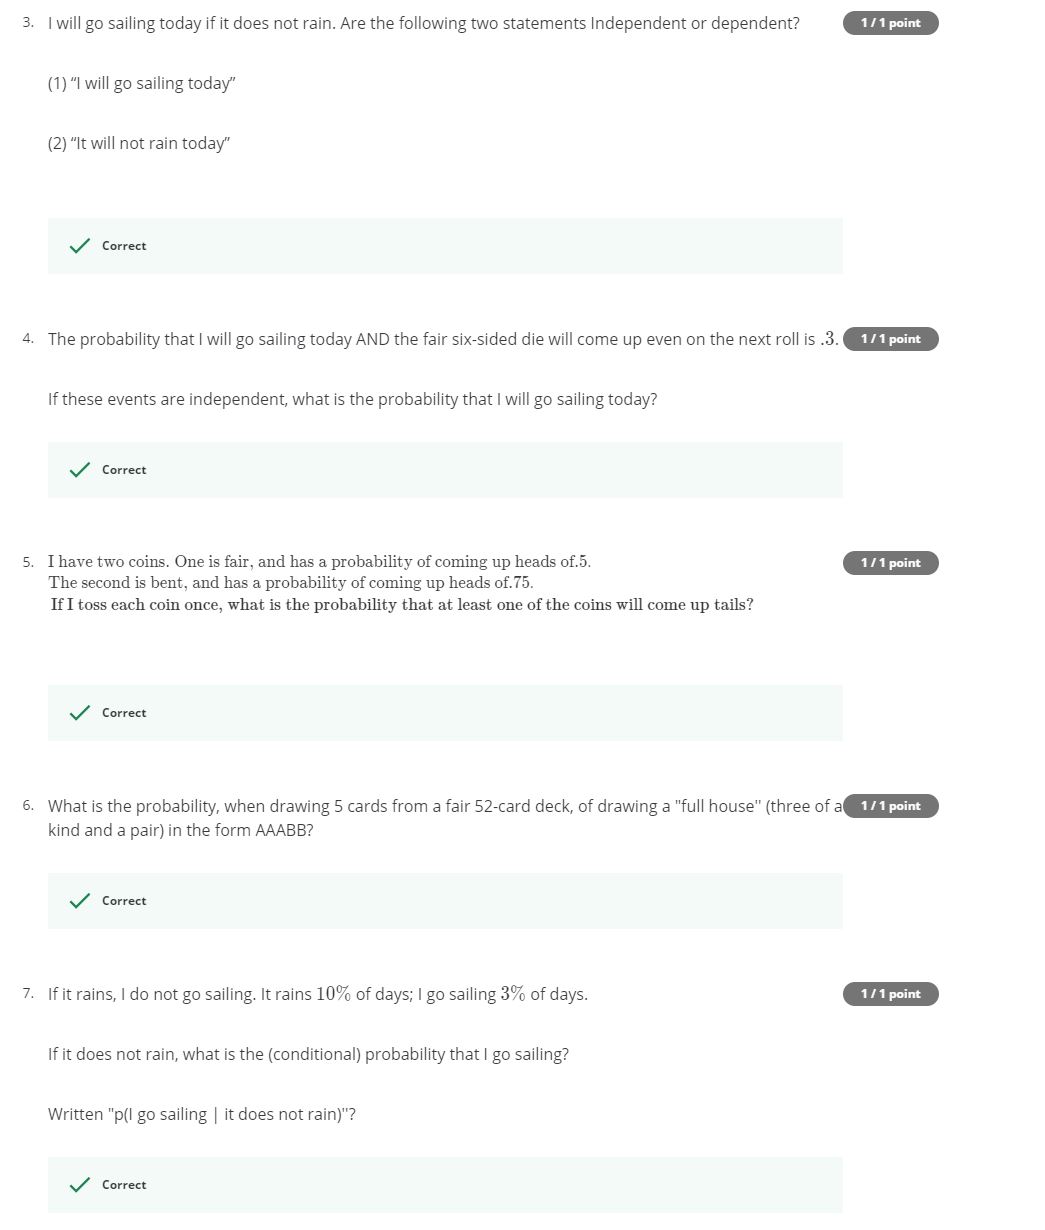 3. I will go sailing today if it does not rain. Are the following two statements Independent or dependent? 1 / 1 point
(1) “I will go sailing today”
(2) “It will not rain today”
Correct
4. The probability that I will go sailing today AND the fair six-sided die will come up even on the next roll is .3. 1 / 1 point
If these events are independent, what is the probability that I will go sailing today?
Correct
5. I have two coins. One is fair, and has a probability of coming up heads of.5. 1 / 1 point
The second is bent, and has a probability of coming up heads of.75.
If I toss each coin once, what is the probability that at least one of the coins will come up tails?
Correct
6. What is the probability, when drawing 5 cards from a fair 52-card deck, of drawing a "full house" (three of a 1 / 1 point
kind and a pair) in the form AAABB?
Correct
7. If it rains, I do not go sailing. It rains 10% of days; I go sailing 3% of days. 1 / 1 point
If it does not rain, what is the (conditional) probability that I go sailing?
Written "p(I go sailing | it does not rain)"?
Correct